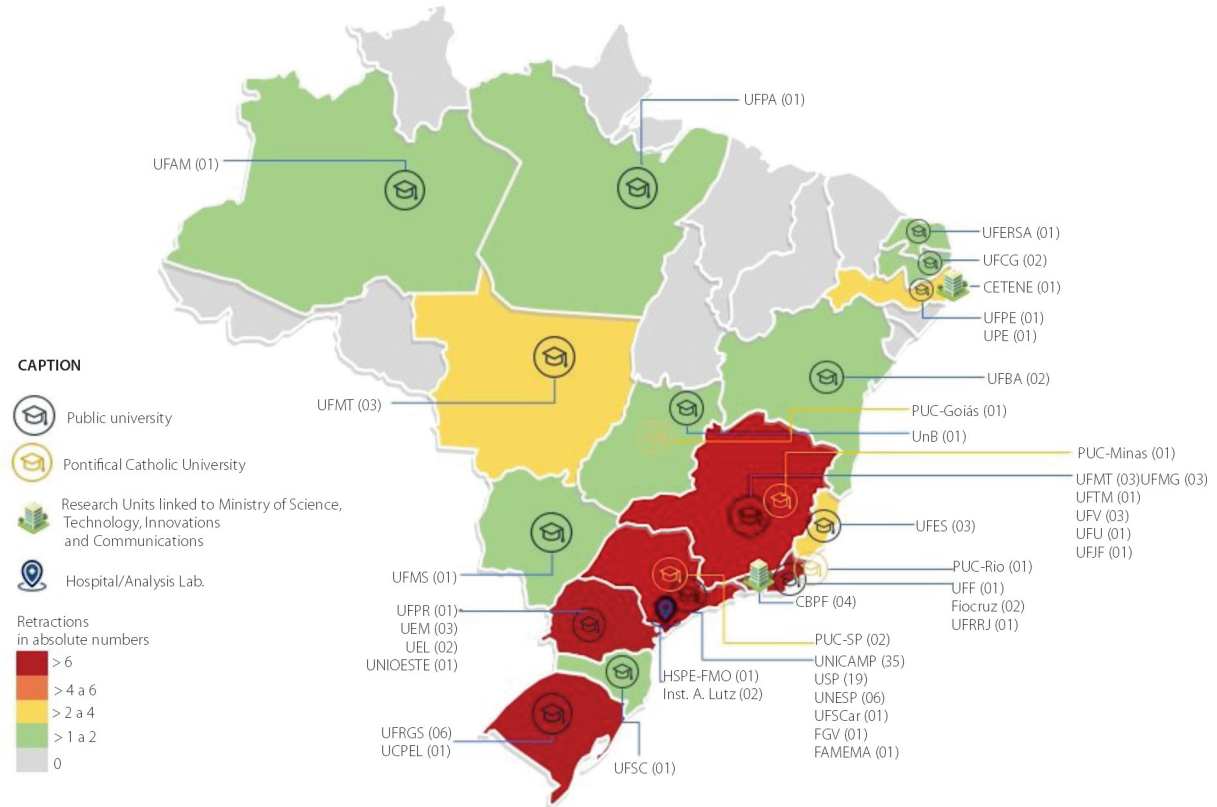 UFPA (01)
UFAM (01)
UFERSA (01)
UFCG (02)
CETENE (01)
UFPE (01)
UPE (01)
CAPTION
Public university
Pontifical Catholic University
Research Units linked to Ministry of Science,
Technology, Innovations
and Communications
Hospital/Analysis Lab.
Retractions
in absolute numbers
> 6
> 4 a 6
> 2 a 4
> 1 a 2
0
UFMT (03)
UFBA (02)
PUC-Goiás (01)
UnB (01)
PUC-Minas (01)
UFMT (03)UFMG (03)
UFTM (01)
UFV (03)
UFU (01)
UFJF (01)
UFES (03)
UFMS (01)
PUC-Rio (01)
UFF (01)
Fiocruz (02)
UFRRJ (01)
CBPF (04)
UFPR (01)
UEM (03)
UEL (02)
UNIOESTE (01)
PUC-SP (02)
UNICAMP (35)
USP (19)
UNESP (06)
UFSCar (01)
FGV (01)
FAMEMA (01)
HSPE-FMO (01)
Inst. A. Lutz (02)
UFRGS (06)
UCPEL (01)
UFSC (01)